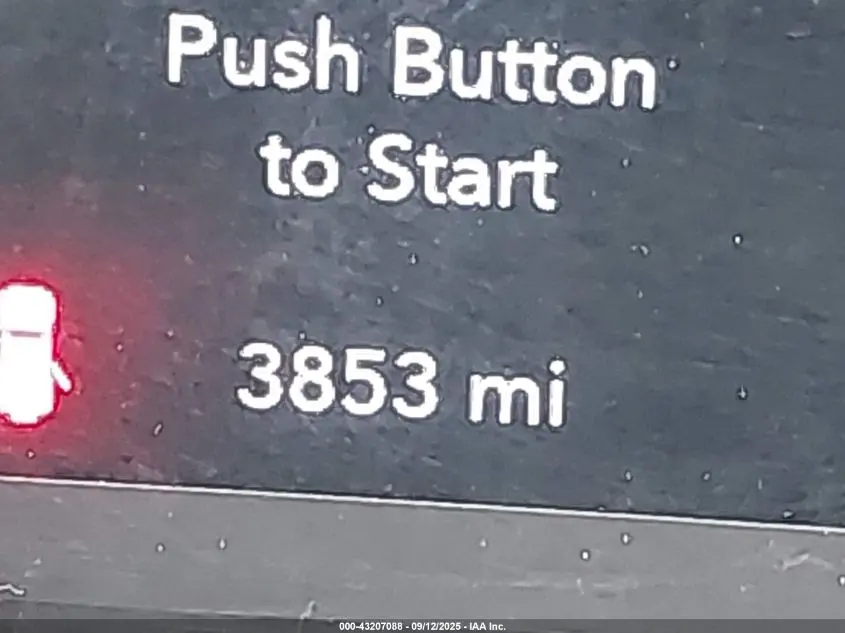 Push Button
to Start
3853 mi
000-43207088 - 09/12/2025 - IAA Inc.